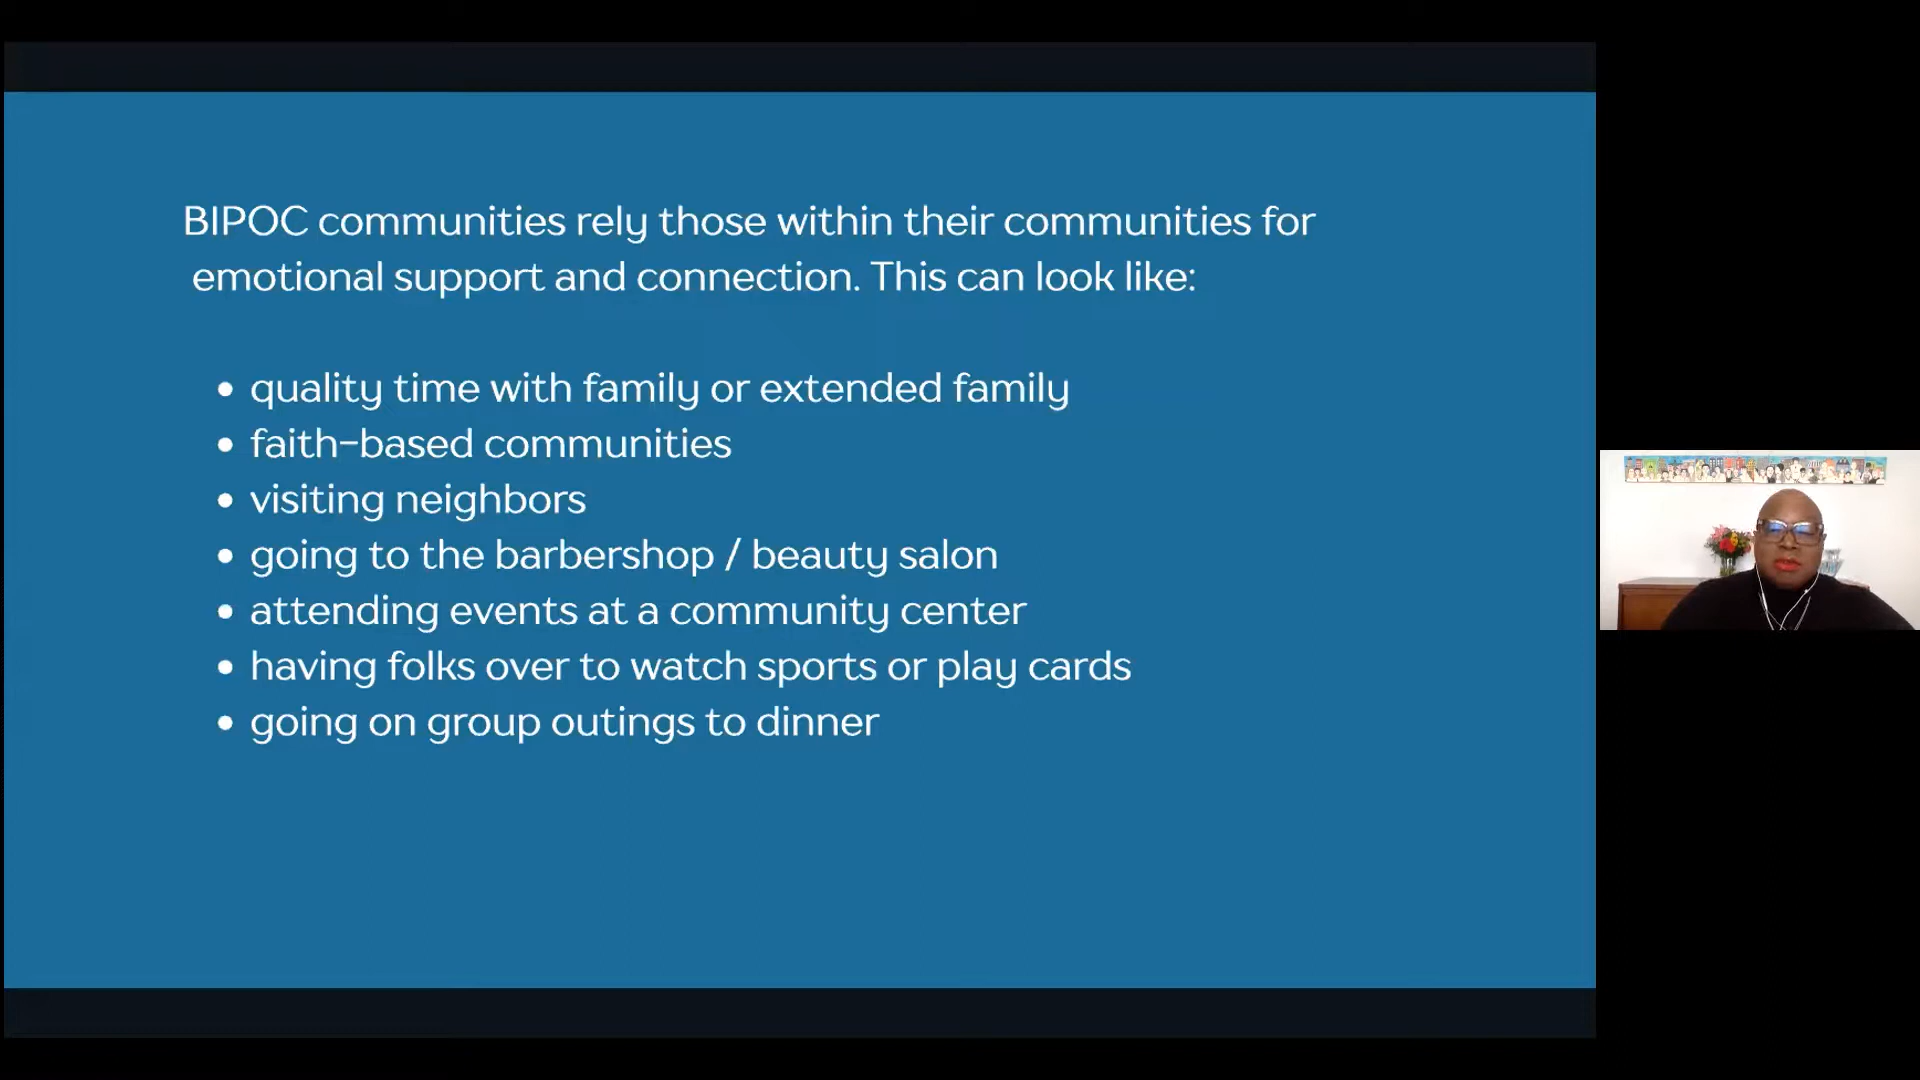 BIPOC communities rely those within their communities for
emotional support and connection. This can look like:
• quality time with family or extended family
• faith-based communities
• visiting neighbors
• going to the barbershop / beauty salon
• attending events at a community center
• having folks over to watch sports or play cards
• going on group outings to dinner